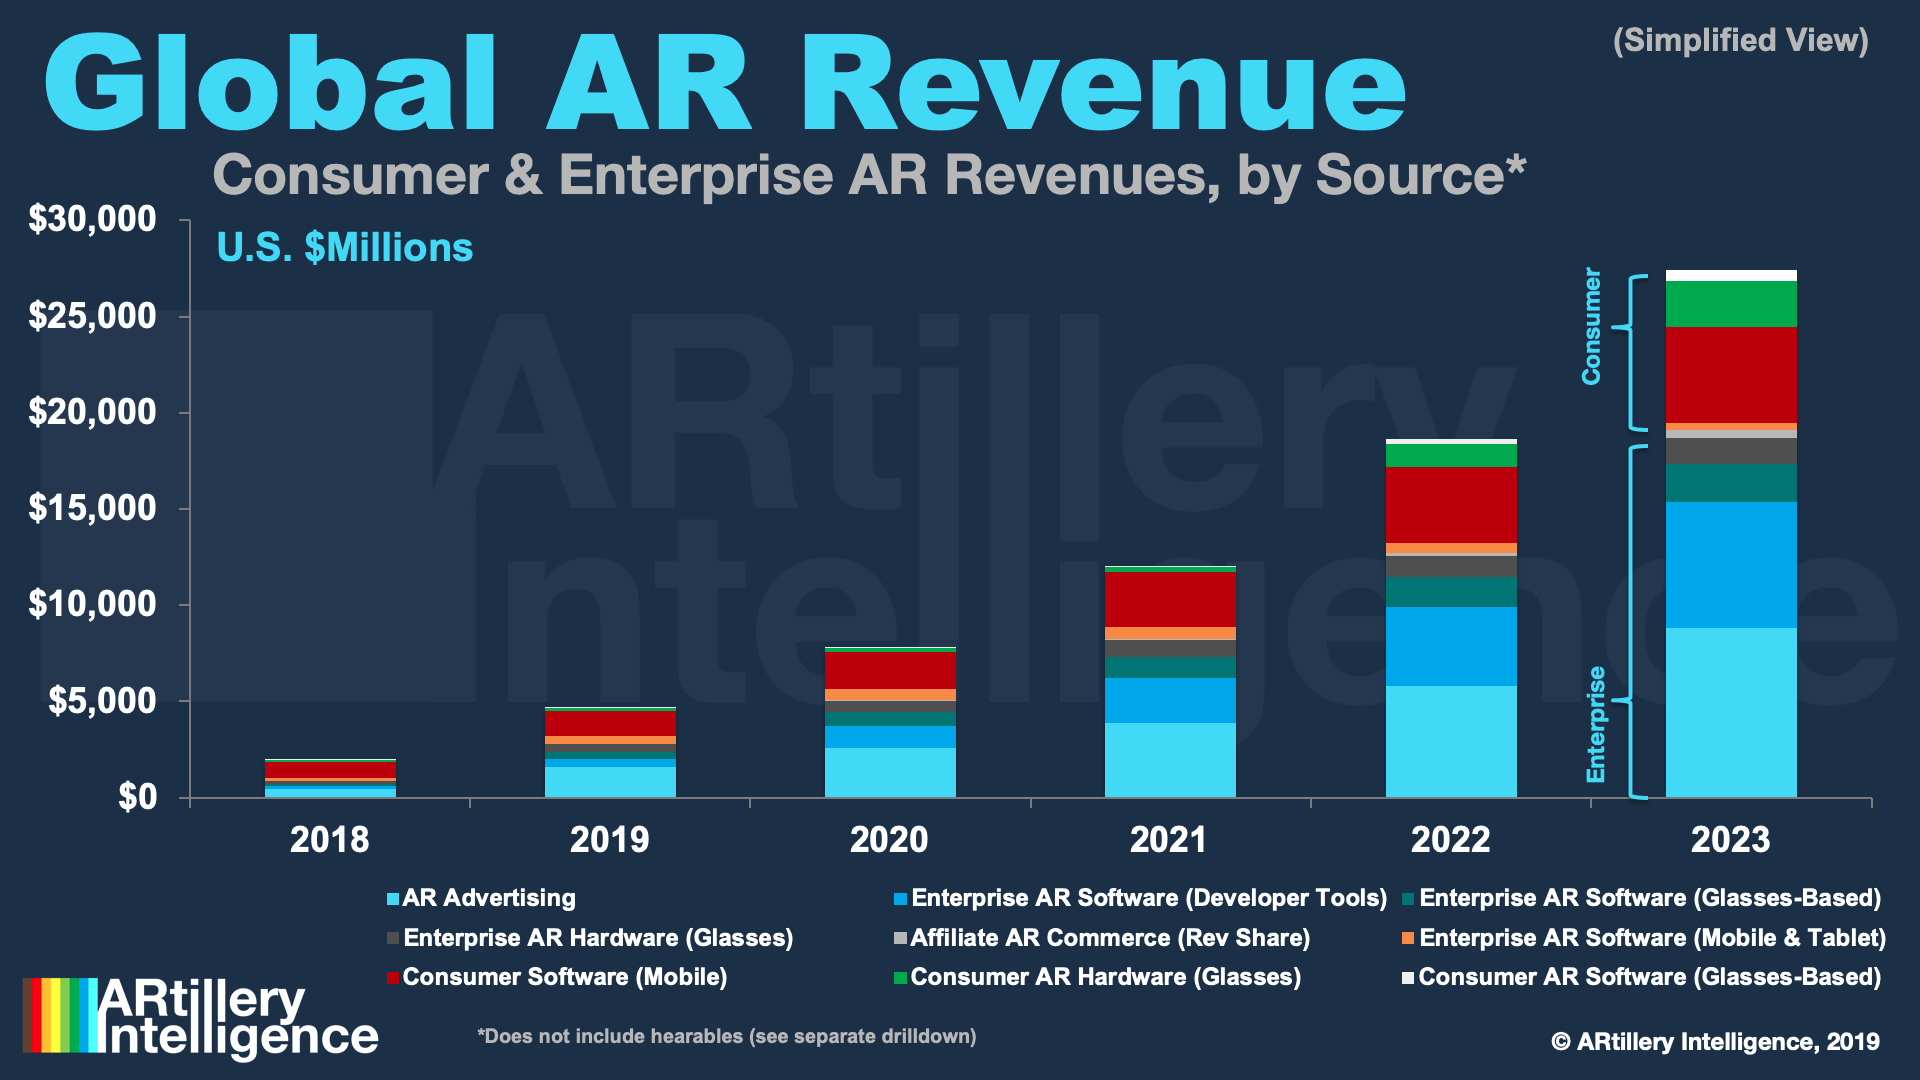 Global AR Revenue
(Simplified View)
Consumer & Enterprise AR Revenues, by Source*
U.S. $Millions
$30,000
$25,000
$20,000
$15,000
$10,000
$5,000
$0
ARtillery
Intelligence
Consumer
Enterprise
2018 2019 2020 2021 2022 2023
AR Advertising Enterprise AR Software (Developer Tools) Enterprise AR Software (Glasses-Based)
Enterprise AR Hardware (Glasses) Affiliate AR Commerce (Rev Share) Enterprise AR Software (Mobile & Tablet)
Consumer Software (Mobile) Consumer AR Hardware (Glasses) Consumer AR Software (Glasses-Based)
ARtillery
Intelligence
*Does not include hearables (see separate drilldown)
© ARtillery Intelligence, 2019